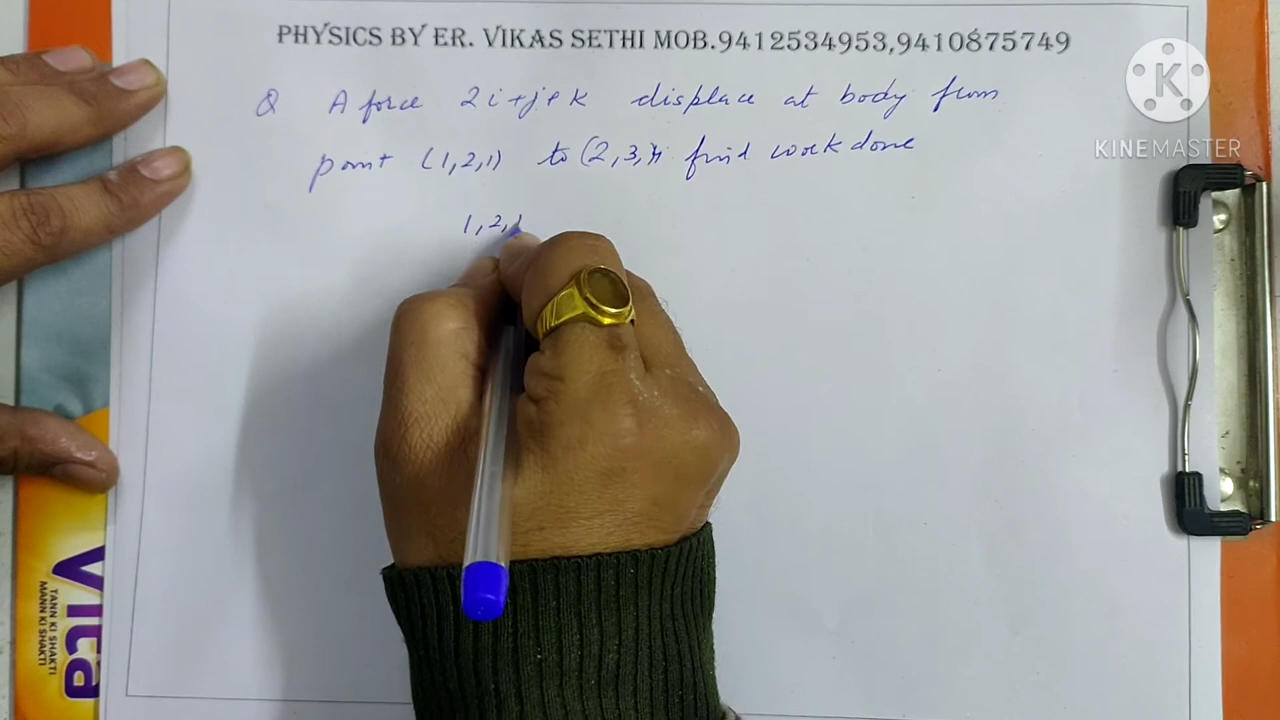 PHYSICS BY ER. VIKAS SETHI MOB.9412534953,9410875749
Q A force 2i+j+k displace at body from
point (1,2,1) to (2,3, find work done
1,2,1
K
KINEMASTER
Vita
TANN KI SHAKTI
MANN KI SHAKTI